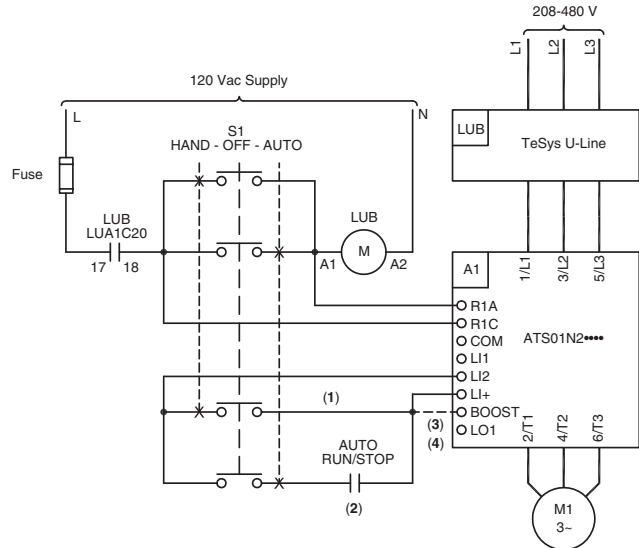 208-480 V
L1 L2 L3
120 Vac Supply
L N
S1
HAND - OFF - AUTO
LUB
TeSys U-Line
Fuse
LUB
LUA1C20
17 18
LUB
M
A1 A2
A1
1/L1 3/L2 5/L3
R1A
R1C
ATS01N2••••
COM
LI1
LI2
LI+
(1)
BOOST
(3)
LO1
(4)
2/T1 4/T2 6/T3
AUTO
RUN/STOP
(2)
M1
3~
X X X X